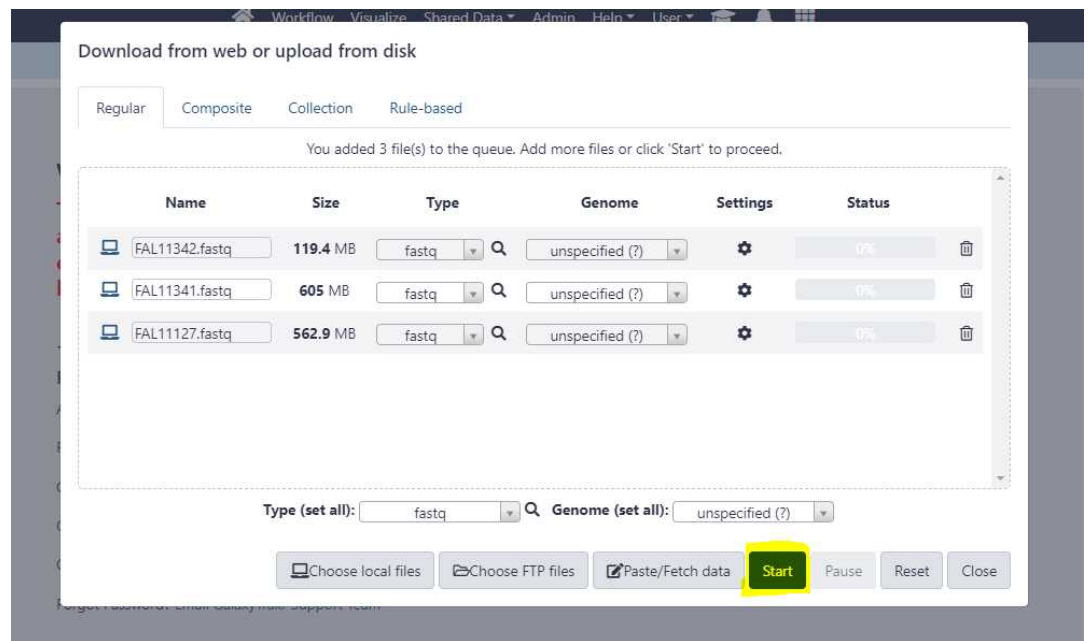 Workflow Visualize Shared Data Admin Help User
Download from web or upload from disk
Regular Composite Collection Rule-based
You added 3 file(s) to the queue. Add more files or click 'Start' to proceed.
Name Size Type Genome Settings Status
FAL11342.fastq 119.4 MB fastq unspecified (?) 0%
FAL11341.fastq 605 MB fastq unspecified (?) 0%
FAL11127.fastq 562.9 MB fastq unspecified (?) 0%
Type (set all): fastq Genome (set all): unspecified (?)
Choose local files Choose FTP files Paste/Fetch data Start Pause Reset Close